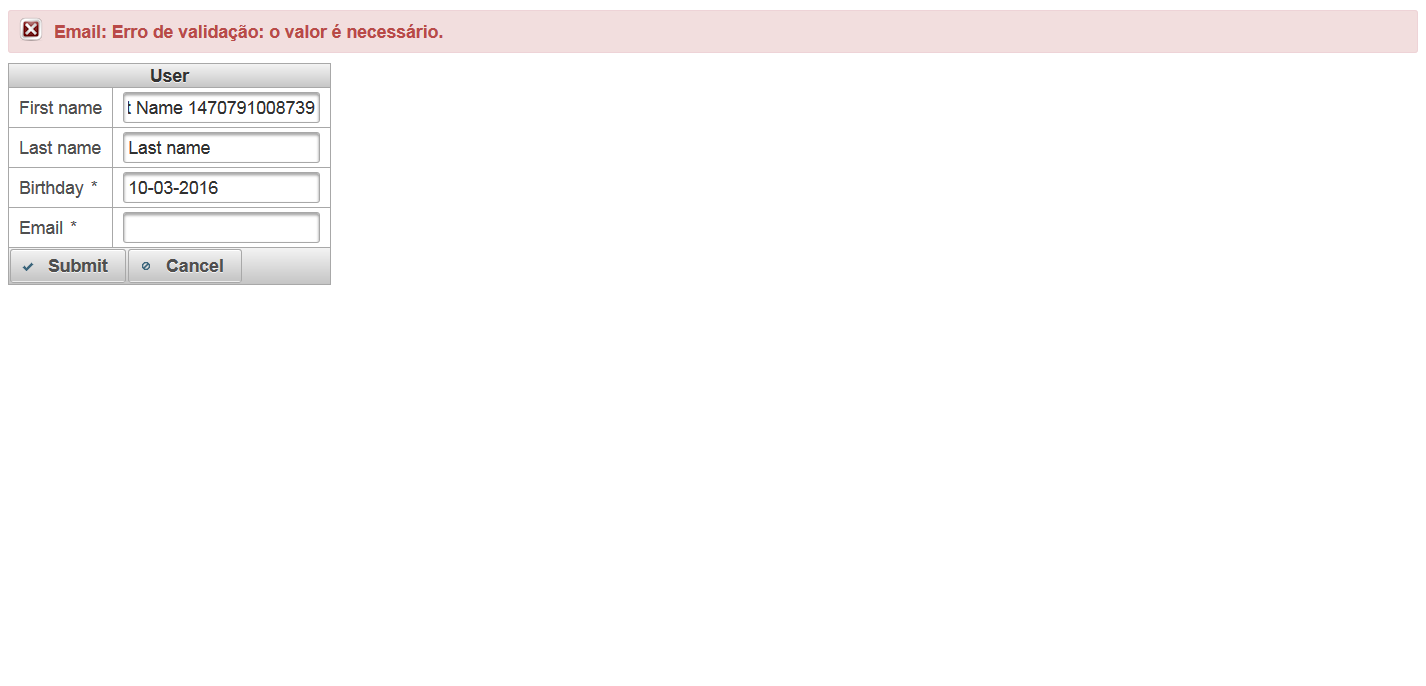 Email: Erro de validação: o valor é necessário.
User
First name t Name 1470791008739
Last name Last name
Birthday * 10-03-2016
Email *
Submit Cancel